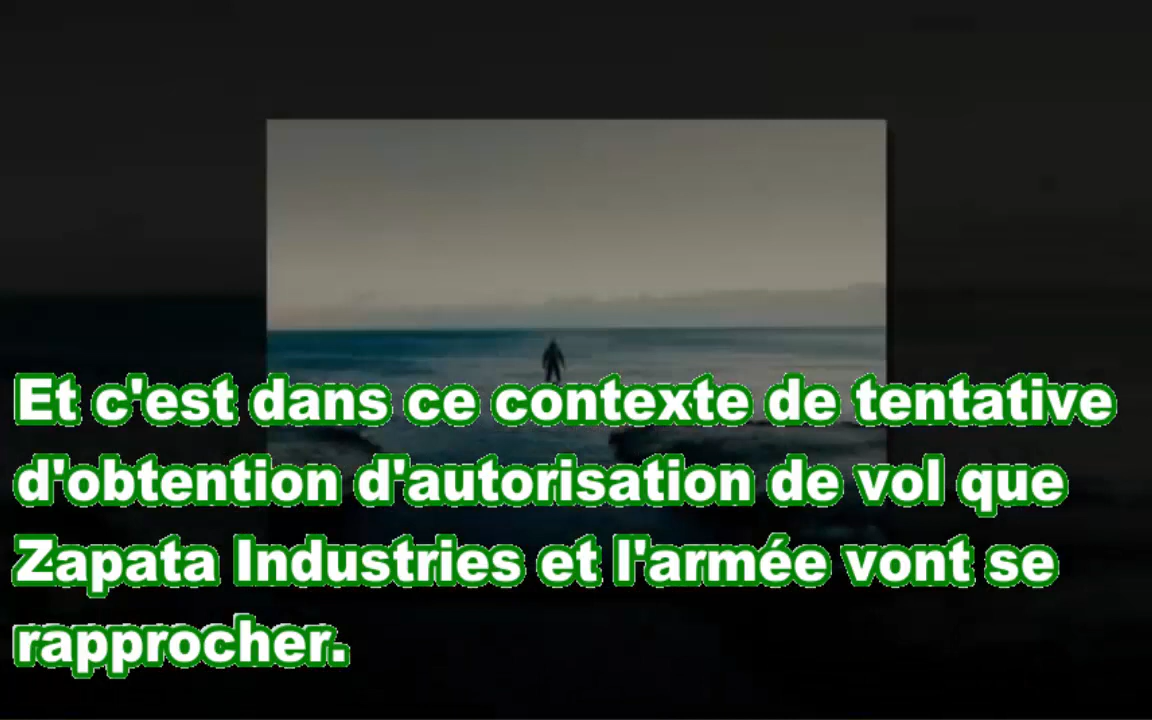 Et c'est dans ce contexte de tentative
d'obtention d'autorisation de vol que
Zapata Industries et l'armée vont se
rapprocher.